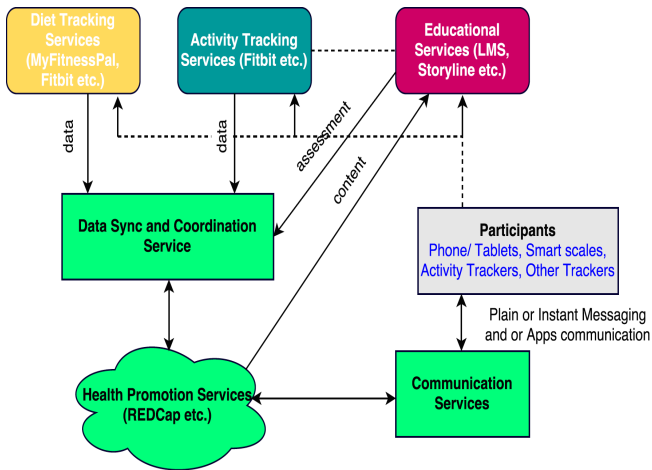 Diet Tracking
Services
(MyFitnessPal,
Fitbit etc.)
Activity Tracking
Services (Fitbit etc.)
Educational
Services (LMS,
Storyline etc.)
data
data
assessment
content
Data Sync and Coordination
Service
Participants
Phone/ Tablets, Smart scales,
Activity Trackers, Other Trackers
Plain or Instant Messaging
and or Apps communication
Health Promotion Services
(REDCap etc.)
Communication
Services